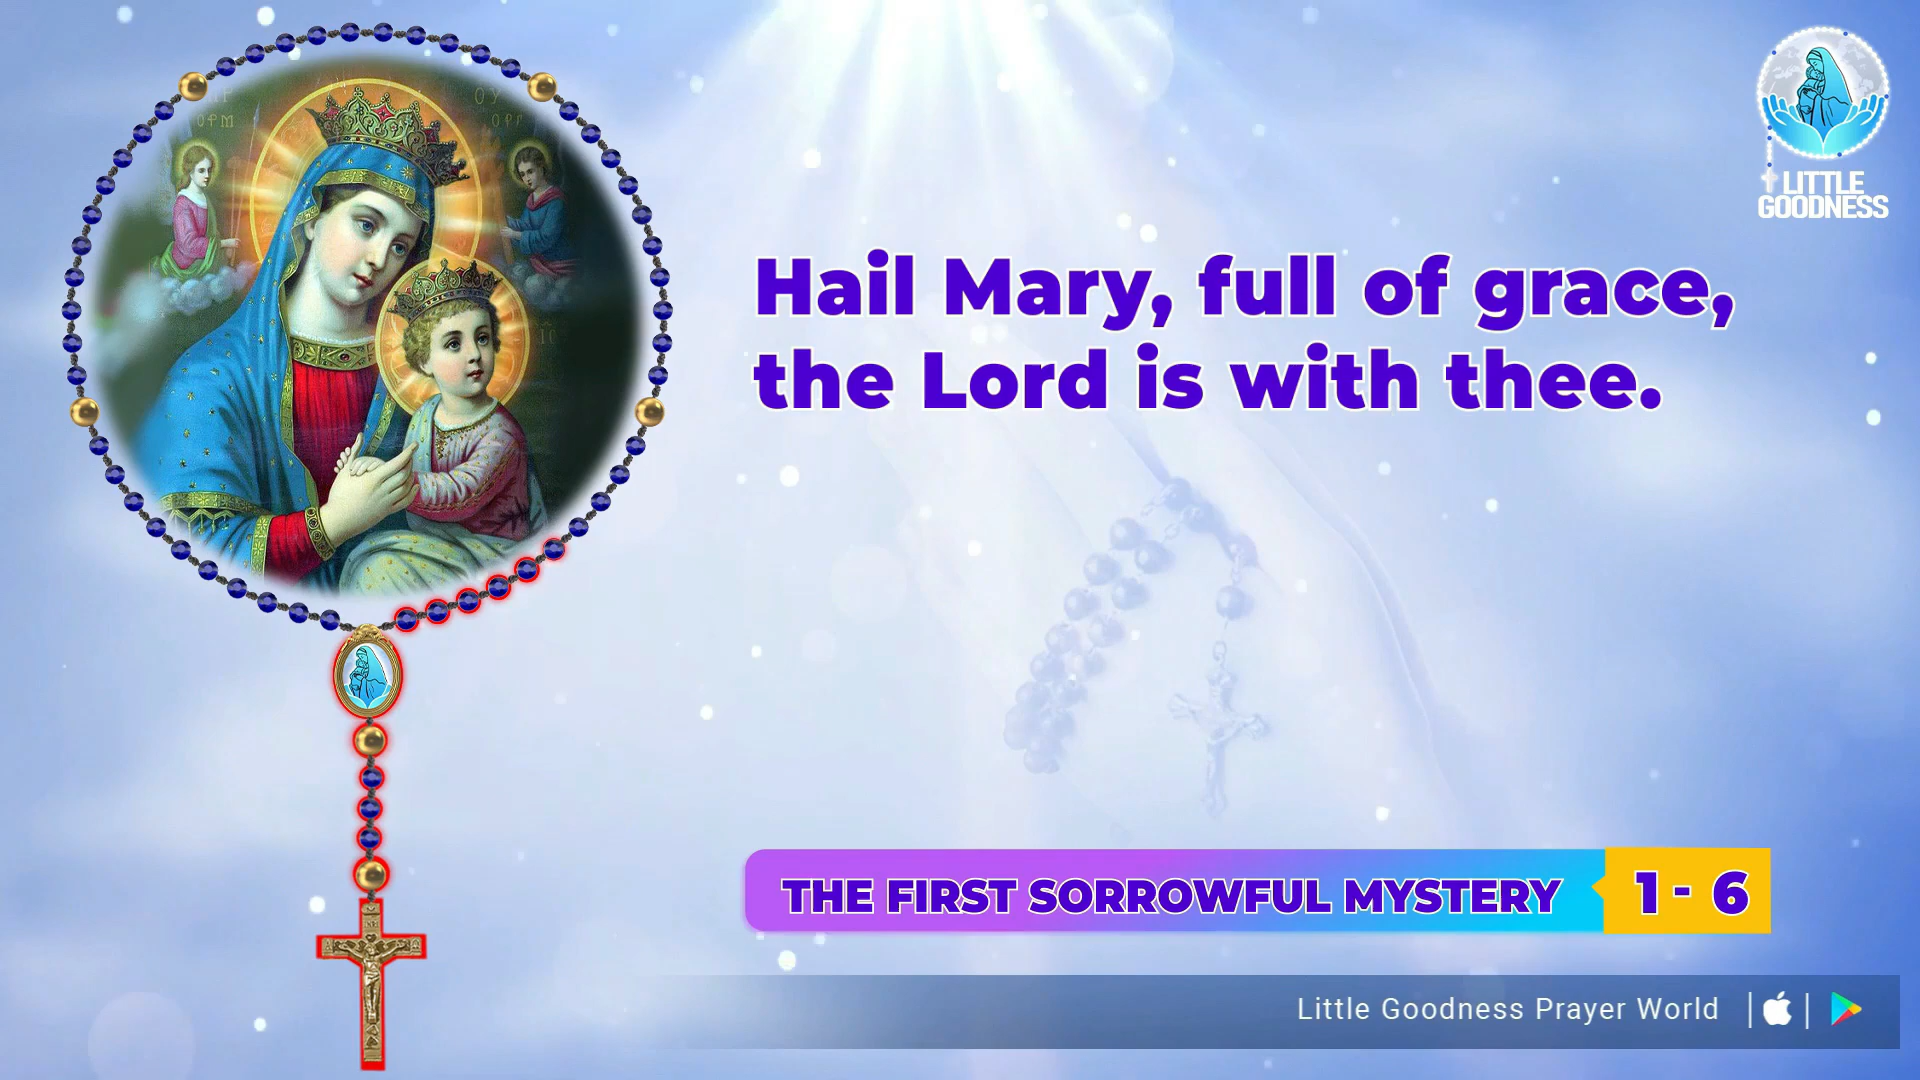 LITTLE
GOODNESS
Hail Mary, full of grace,
the Lord is with thee.
THE FIRST SORROWFUL MYSTERY 1 - 6
Little Goodness Prayer World